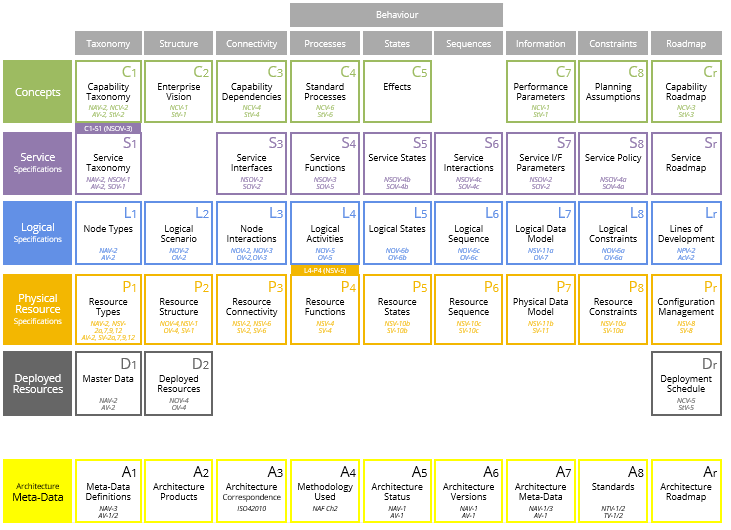 Behaviour
Taxonomy Structure Connectivity Processes States Sequences Information Constraints Roadmap
Concepts
C1
Capability
Taxonomy
NAV-2, NCV-2
AV-2, StV-2
C2
Enterprise
Vision
NCV-1
StV-1
C3
Capability
Dependencies
NCV-4
StV-4
C4
Standard
Processes
NCV-6
StV-6
C5
Effects
C7
Performance
Parameters
NCV-1
StV-1
C8
Planning
Assumptions
Cr
Capability
Roadmap
NCV-3
StV-3
C1-S1 (NSOV-3)
Service
Specifications
S1
Service
Taxonomy
NAV-2, NSOV-1
AV-2, SOV-1
S3
Service
Interfaces
NSOV-2
SOV-2
S4
Service
Functions
NSOV-3
SOV-5
S5
Service States
NSOV-4b
SOV-4b
S6
Service
Interactions
NSOV-4c
SOV-4c
S7
Service I/F
Parameters
NSOV-2
SOV-2
S8
Service Policy
NSOV-4a
SOV-4a
Sr
Service
Roadmap
Logical
Specifications
L1
Node Types
NAV-2
AV-2
L2
Logical
Scenario
NOV-2
OV-2
L3
Node
Interactions
NOV-2, NOV-3
OV-2,OV-3
L4
Logical
Activities
NOV-5
OV-5
L5
Logical States
NOV-6b
OV-6b
L6
Logical
Sequence
NOV-6c
OV-6c
L7
Logical Data
Model
NSV-11a
OV-7
L8
Logical
Constraints
NOV-6a
OV-6a
Lr
Lines of
Development
NPV-2
AcV-2
L4-P4 (NSV-5)
Physical
Resource
Specifications
P1
Resource
Types
NAV-2, NSV-
2a,7,9,12
AV-2, SV-2a,7,9,12
P2
Resource
Structure
NOV-4,NSV-1
OV-4, SV-1
P3
Resource
Connectivity
NSV-2, NSV-6
SV-2, SV-6
P4
Resource
Functions
NSV-4
SV-4
P5
Resource
States
NSV-10b
SV-10b
P6
Resource
Sequence
NSV-10c
SV-10c
P7
Physical Data
Model
NSV-11b
SV-11
P8
Resource
Constraints
NSV-10a
SV-10a
Pr
Configuration
Management
NSV-8
SV-8
Deployed
Resources
D1
Master Data
NAV-2
AV-2
D2
Deployed
Resources
NOV-4
OV-4
Dr
Deployment
Schedule
NCV-5
StV-5
Architecture
Meta-Data
A1
Meta-Data
Definitions
NAV-3
AV-1/2
A2
Architecture
Products
A3
Architecture
Correspondence
ISO42010
A4
Methodology
Used
NAF Ch2
A5
Architecture
Status
NAV-1
AV-1
A6
Architecture
Versions
NAV-1
AV-1
A7
Architecture
Meta-Data
NAV-1/3
AV-1
A8
Standards
NTV-1/2
TV-1/2
Ar
Architecture
Roadmap